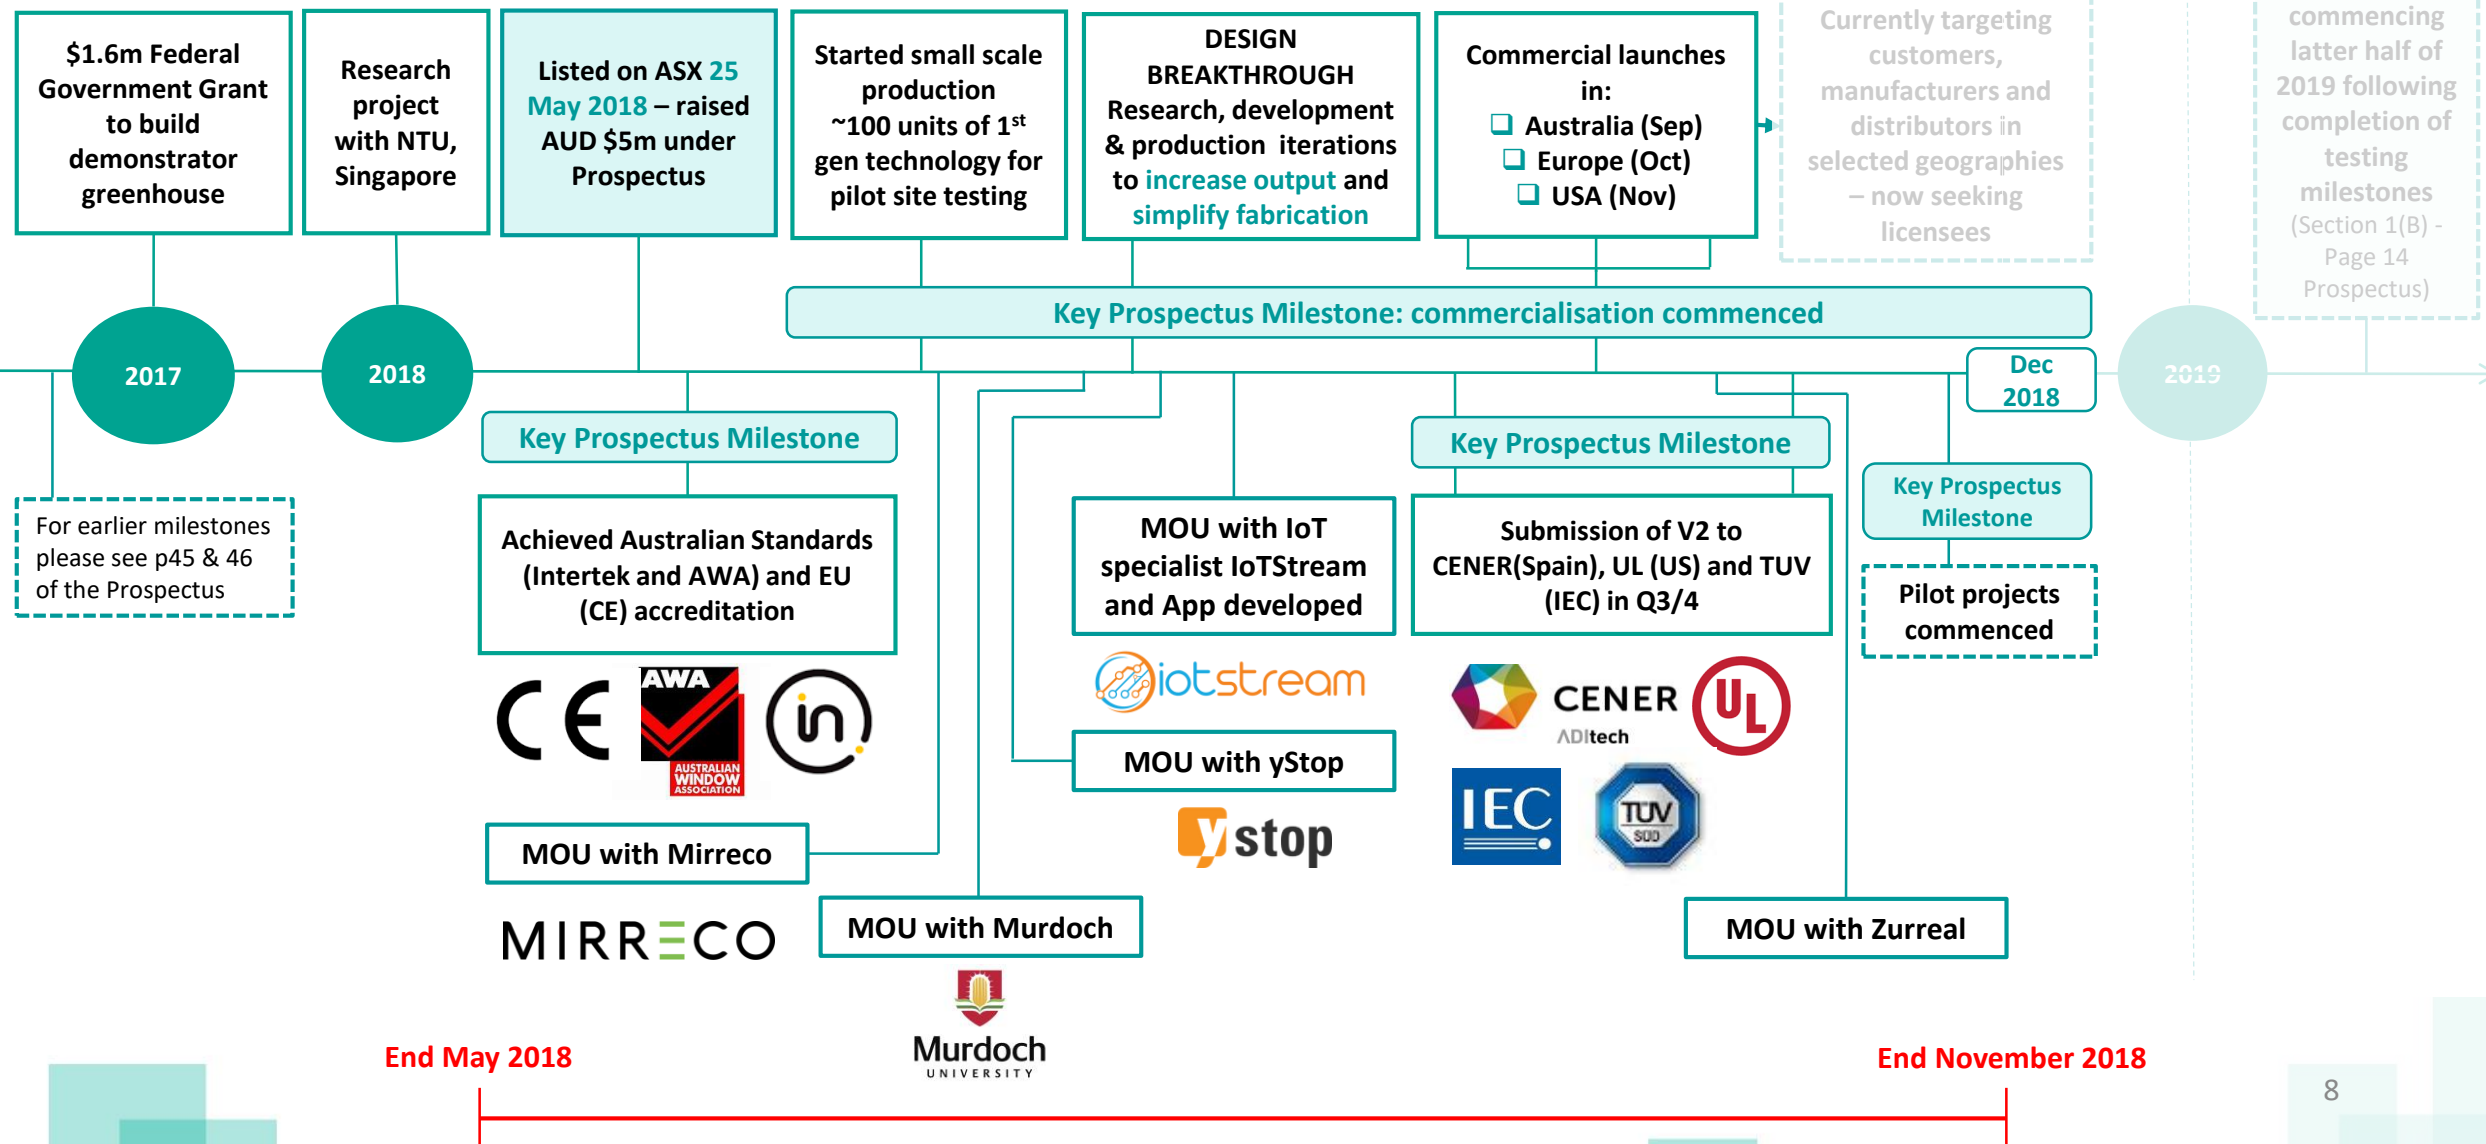 $1.6m Federal
Government Grant
to build
demonstrator
greenhouse
Research
project
with NTU,
Singapore
Listed on ASX 25
May 2018 – raised
AUD $5m under
Prospectus
Started small scale
production
~100 units of 1st
gen technology for
pilot site testing
DESIGN
BREAKTHROUGH
Research, development
& production iterations
to increase output and
simplify fabrication
Commercial launches
in:
❑ Australia (Sep)
❑ Europe (Oct)
❑ USA (Nov)
Currently targeting
customers,
manufacturers and
distributors in
selected geographies
– now seeking
licensees
commencing
latter half of
2019 following
completion of
testing
milestones
(Section 1(B) -
Page 14
Prospectus)
Key Prospectus Milestone: commercialisation commenced
2017
2018
Dec
2018
2019
Key Prospectus Milestone
Key Prospectus Milestone
Key Prospectus
Milestone
For earlier milestones
please see p45 & 46
of the Prospectus
Achieved Australian Standards
(Intertek and AWA) and EU
(CE) accreditation
MOU with IoT
specialist IoTStream
and App developed
Submission of V2 to
CENER(Spain), UL (US) and TUV
(IEC) in Q3/4
Pilot projects
commenced
CE
AWA
AUSTRALIAN
WINDOW
ASSOCIATION
in
iotstream
CENER
ADItech
UL
MOU with yStop
ystop
IEC
TÜV
SÜD
MOU with Mirreco
MIRRECO
MOU with Murdoch
Murdoch
UNIVERSITY
MOU with Zurreal
End May 2018
End November 2018
8